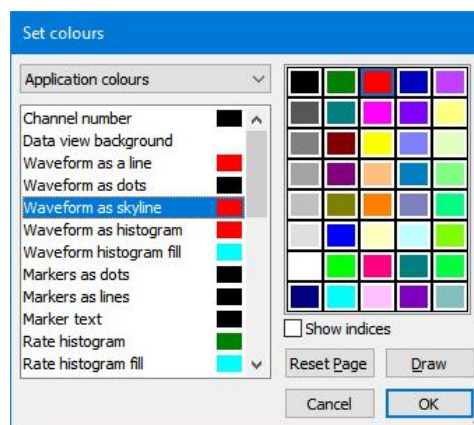 Set colours
Application colours
Channel number
Data view background
Waveform as a line
Waveform as dots
Waveform as skyline
Waveform as histogram
Waveform histogram fill
Markers as dots
Markers as lines
Marker text
Rate histogram
Rate histogram fill
Show indices
Reset Page
Draw
Cancel
OK